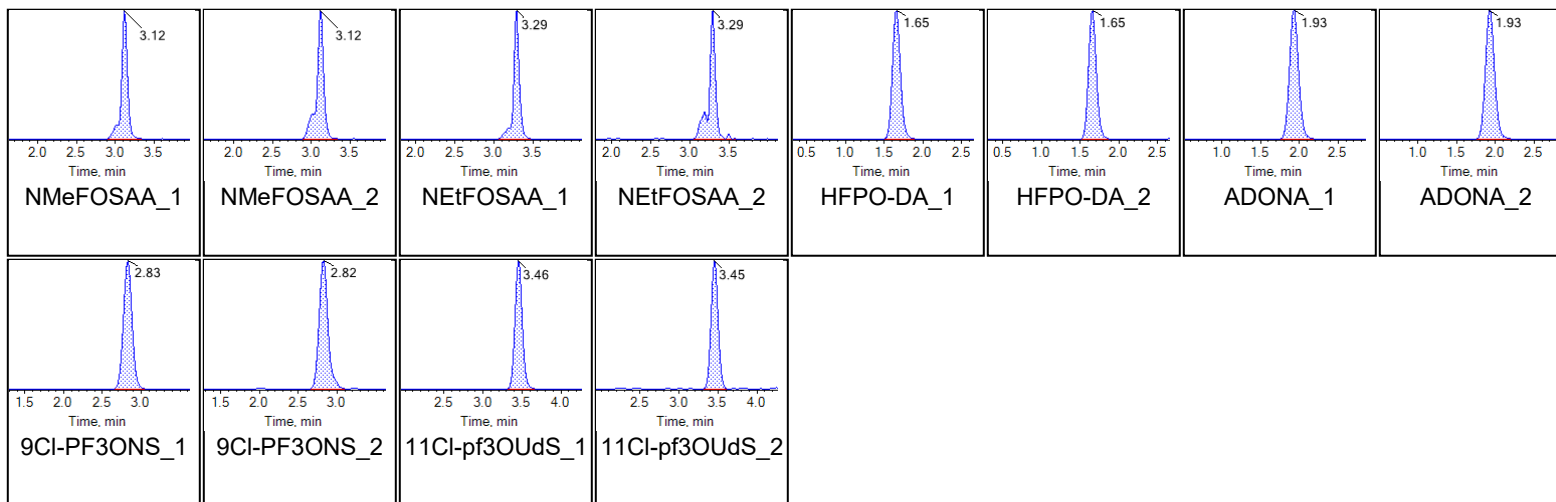 3.12 3.12 3.29 3.29 1.65 1.65 1.93 1.93
2.0 2.5 3.0 3.5 2.0 2.5 3.0 3.5 2.5 3.0 3.5 4.0 2.5 3.0 3.5 4.0 0.5 1.0 1.5 2.0 2.5 0.5 1.0 1.5 2.0 2.5 1.0 1.5 2.0 2.5 1.0 1.5 2.0 2.5
Time, min Time, min Time, min Time, min Time, min Time, min Time, min Time, min
NMeFOSAA_1 NMeFOSAA_2 NEtFOSAA_1 NEtFOSAA_2 HFPO-DA_1 HFPO-DA_2 ADONA_1 ADONA_2
2.83 2.82 3.46 3.45
1.5 2.0 2.5 3.0 1.5 2.0 2.5 3.0 2.5 3.0 3.5 4.0 2.5 3.0 3.5 4.0
Time, min Time, min Time, min Time, min
9Cl-PF3ONS_1 9Cl-PF3ONS_2 11Cl-pf3OUdS_1 11Cl-pf3OUdS_2